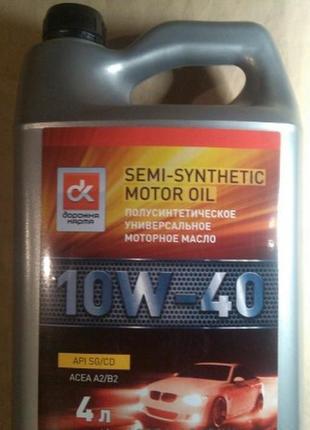 SEMI-SYNTHETIC
MOTOR OIL
ПОЛУСИНТЕТИЧЕСКОЕ
УНИВЕРСАЛЬНОЕ
МОТОРНОЕ МАСЛО
дорожня
карта
10W-40
API SG/CD
ACEA A2/B2
4 л